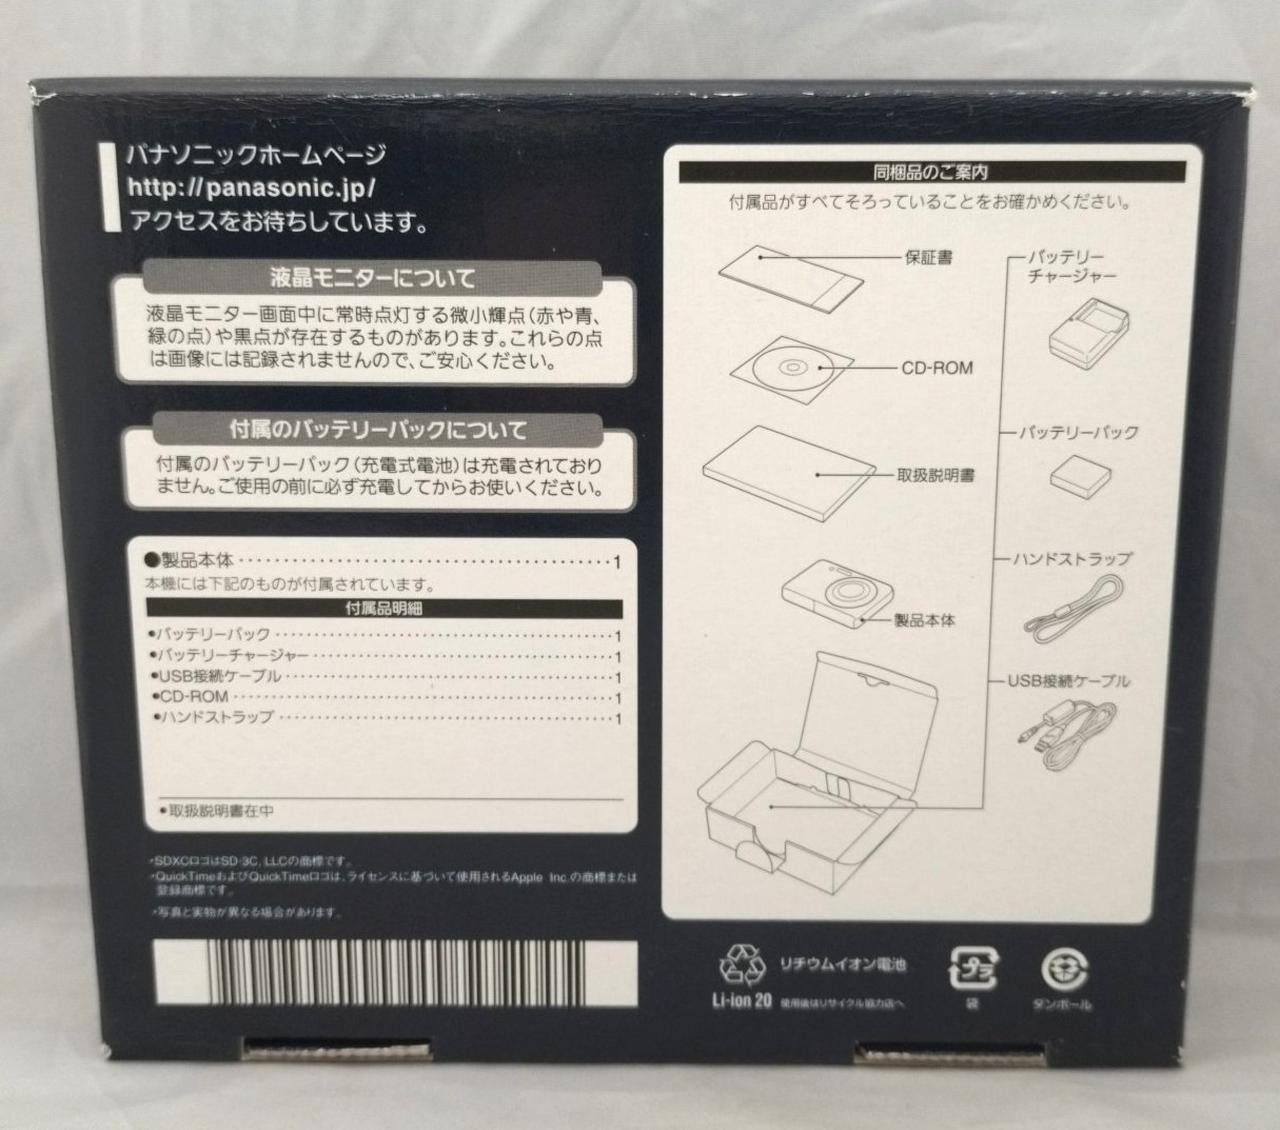 パナソニックホームページ
http://panasonic.jp/
アクセスをお待ちしています。
液晶モニターについて
液晶モニター画面中に常時点灯する微小輝点（赤や青、
緑の点）や黒点が存在するものがあります。これらの点
は画像には記録されませんので、ご安心ください。
付属のバッテリーパックについて
付属のバッテリーパック（充電式電池）は充電されており
ません。ご使用の前に必ず充電してからお使いください。
●製品本体 ‥‥‥‥‥‥‥‥‥‥‥‥ 1
本機には下記のものが付属されています。
付属品明細
●バッテリーパック ‥‥‥‥‥‥‥‥‥‥‥‥ 1
●バッテリーチャージャー ‥‥‥‥‥‥‥‥‥‥‥‥ 1
●USB接続ケーブル ‥‥‥‥‥‥‥‥‥‥‥‥ 1
●CD-ROM ‥‥‥‥‥‥‥‥‥‥‥‥ 1
●ハンドストラップ ‥‥‥‥‥‥‥‥‥‥‥‥ 1
●取扱説明書在中
•SDXCロゴはSD-3C, LLCの商標です。
•QuickTimeおよびQuickTimeロゴは、ライセンスに基づいて使用されるApple Inc.の商標または
登録商標です。
•写真と実物が異なる場合があります。
同梱品のご案内
付属品がすべてそろっていることをお確かめください。
保証書
CD-ROM
取扱説明書
製品本体
バッテリー
チャージャー
バッテリーパック
ハンドストラップ
USB接続ケーブル
リチウムイオン電池
Li-ion 20 使用後はリサイクル協力店へ
プラ
袋
ダンボール